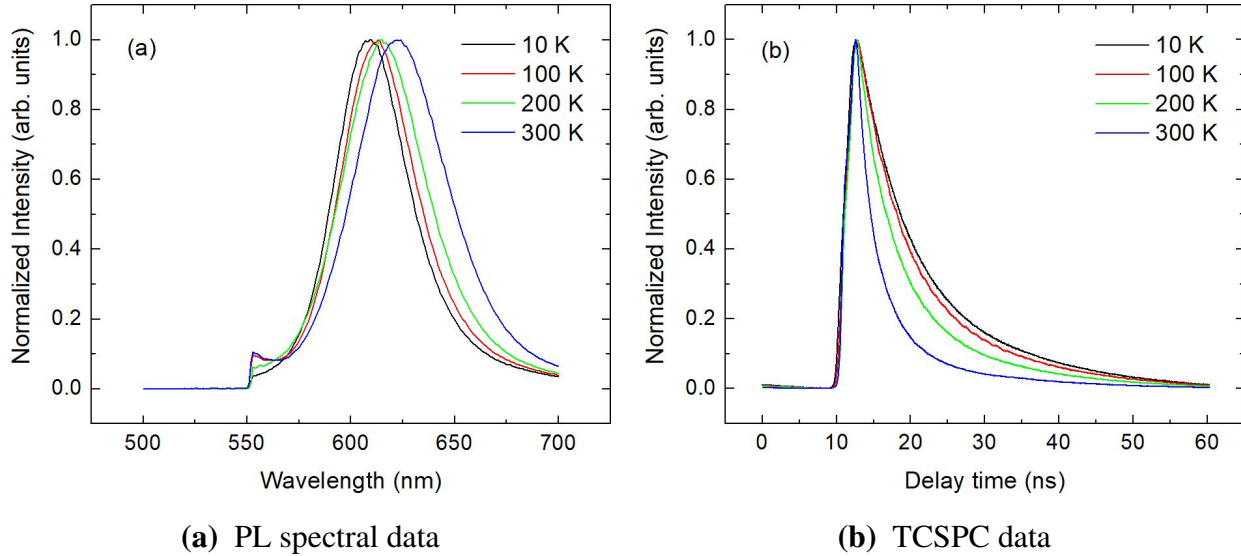 (a)
10 K
100 K
200 K
300 K
Normalized Intensity (arb. units)
1.0
0.8
0.6
0.4
0.2
0.0
500 550 600 650 700
Wavelength (nm)
(b)
10 K
100 K
200 K
300 K
Normalized Intensity (arb. units)
1.0
0.8
0.6
0.4
0.2
0.0
0 10 20 30 40 50 60
Delay time (ns)
(a) PL spectral data
(b) TCSPC data